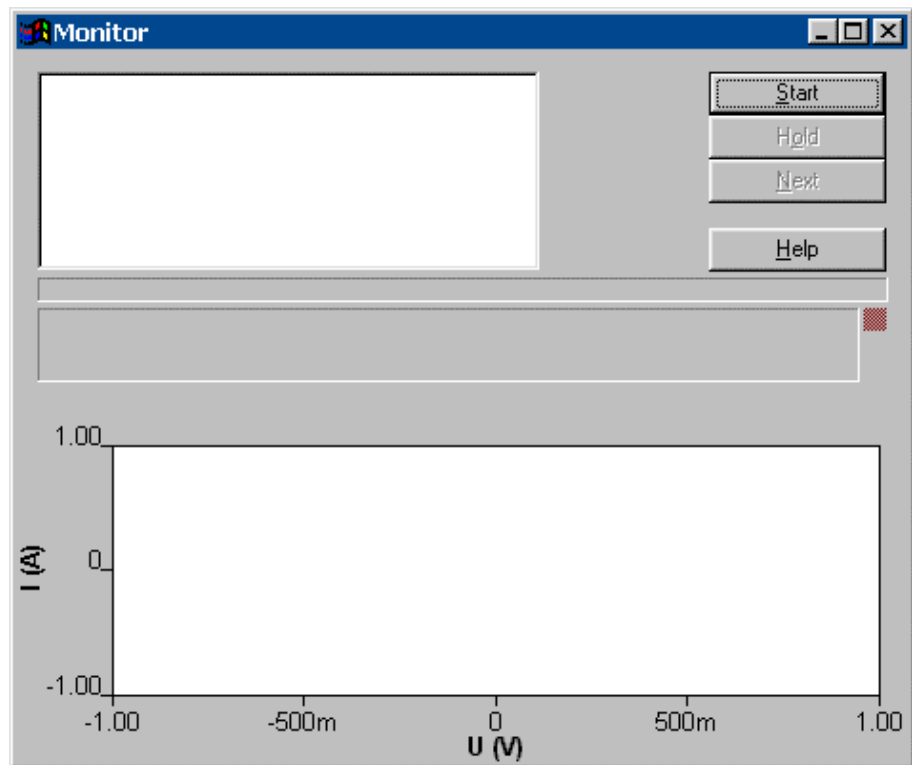 Monitor
Start
Hold
Next
Help
1.00
I (A)
0
-1.00
-1.00 -500m 0 500m 1.00
U (V)